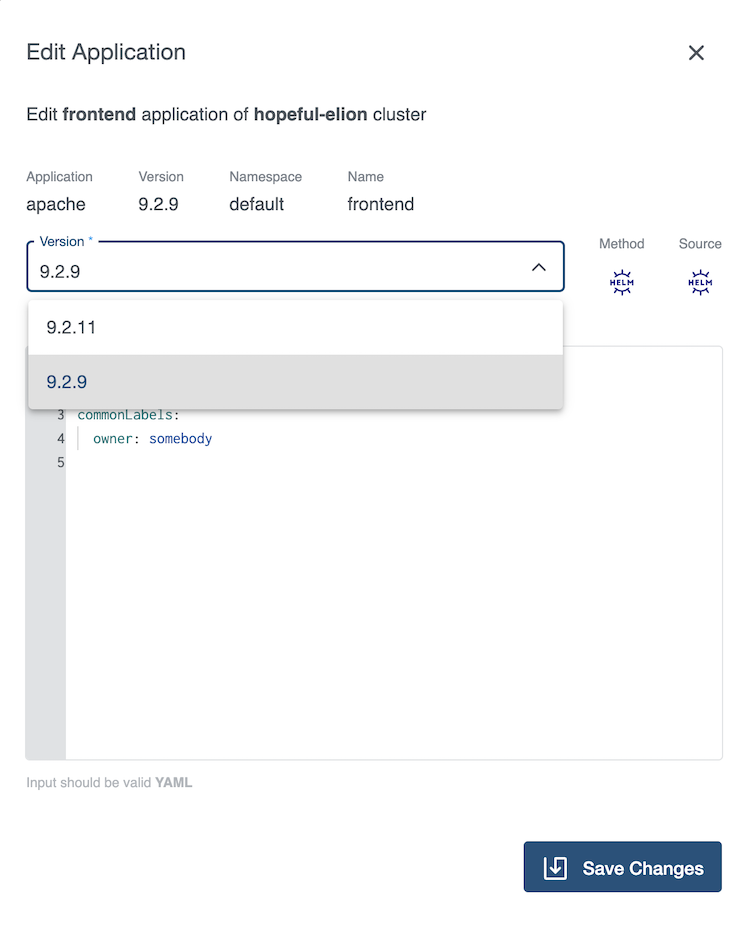 Edit Application
Edit frontend application of hopeful-elion cluster
Application Version Namespace Name
apache 9.2.9 default frontend
Version *
9.2.9
Method Source
HELM HELM
9.2.11
9.2.9
3 commonLabels:
4 owner: somebody
5
Input should be valid YAML
Save Changes